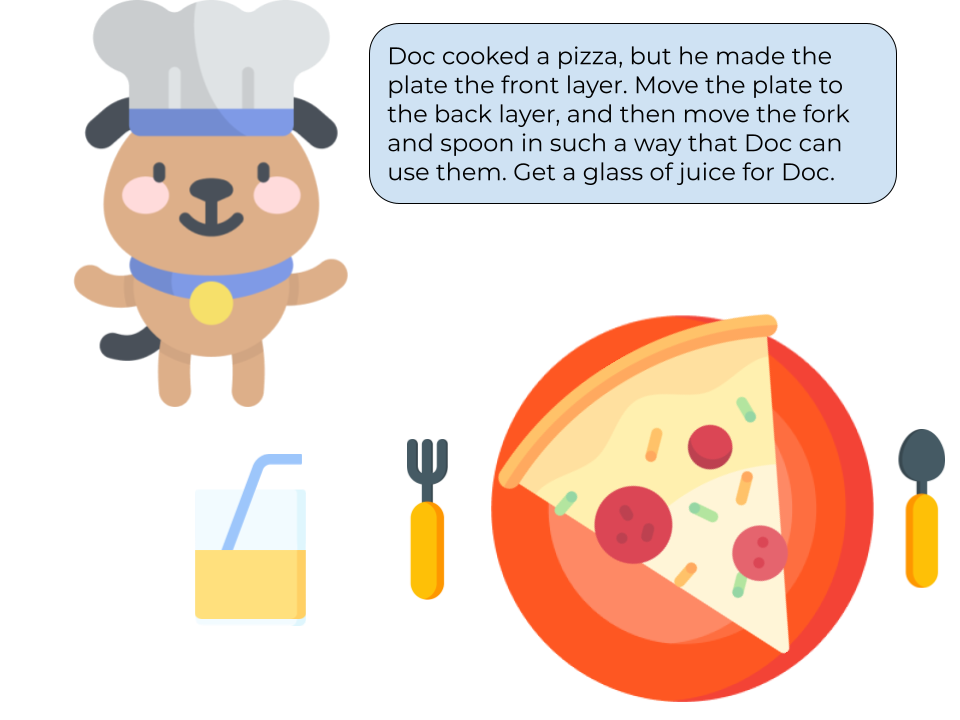 Doc cooked a pizza, but he made the
plate the front layer. Move the plate to
the back layer, and then move the fork
and spoon in such a way that Doc can
use them. Get a glass of juice for Doc.